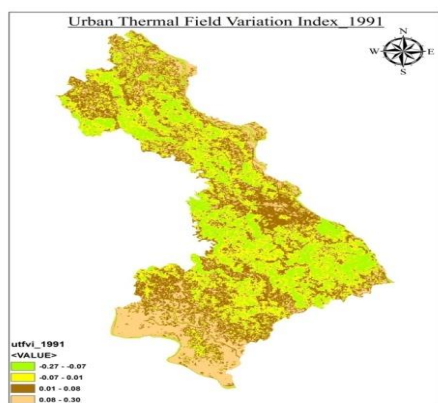 Urban Thermal Field Variation Index_1991
N
W E
S
utfvi_1991
<VALUE>
-0.27 - -0.07
-0.07 - 0.01
0.01 - 0.08
0.08 - 0.30